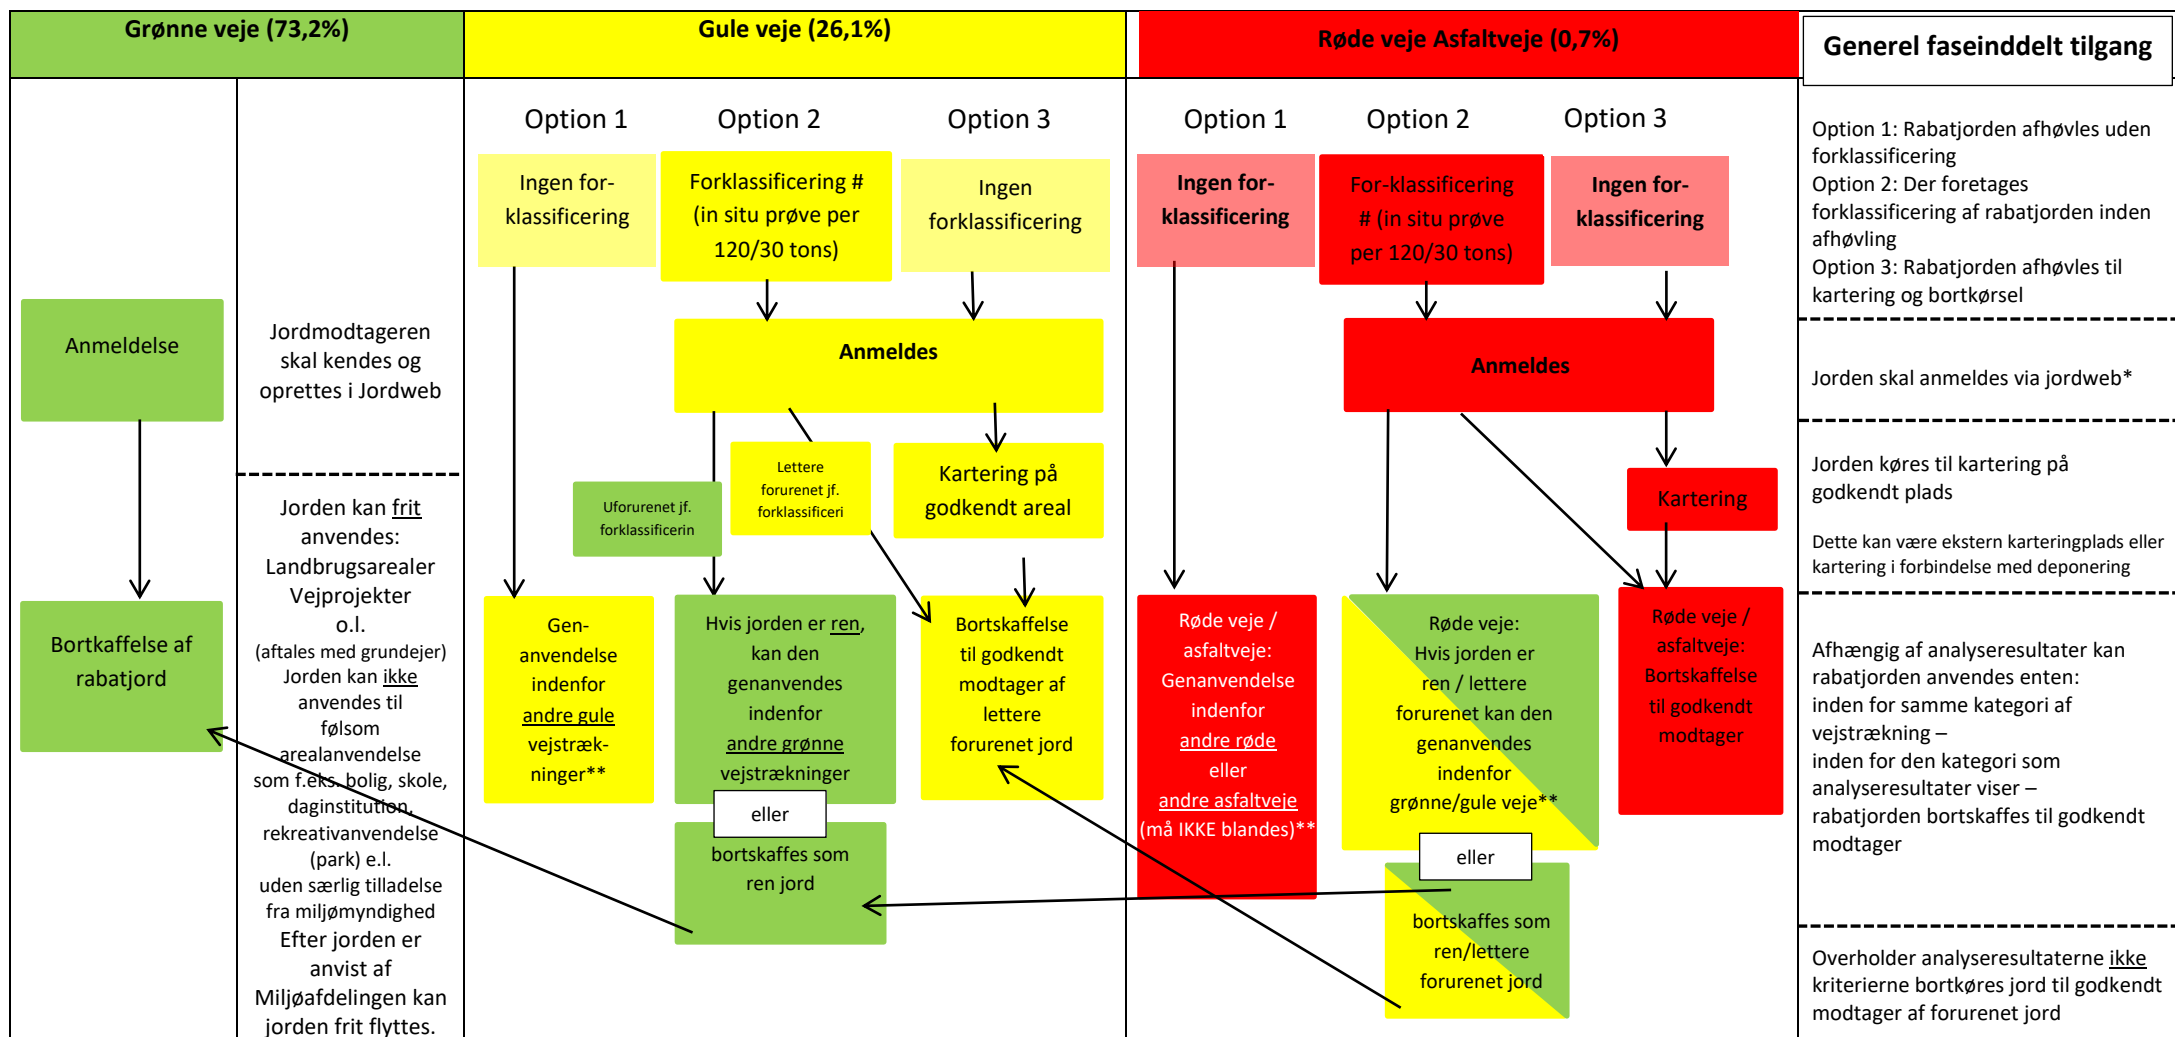 Grønne veje (73,2%)
Gule veje (26,1%)
Røde veje Asfaltveje (0,7%)
Generel faseinddelt tilgang
Anmeldelse
Bortkaffelse af
rabatjord
Jordmodtageren
skal kendes og
oprettes i Jordweb
Jorden kan frit
anvendes:
Landbrugsarealer
Vejprojekter
o.l.
(aftales med grundejer)
Jorden kan ikke
anvendes til
følsom
arealanvendelse
som f.eks. bolig, skole,
daginstitution,
rekreativanvendelse
(park) e.l.
uden særlig tilladelse
fra miljømyndighed
Efter jorden er
anvist af
Miljøafdelingen kan
jorden frit flyttes.
Option 1
Option 2
Option 3
Ingen for-
klassificering
Forklassificering #
(in situ prøve per
120/30 tons)
Ingen
forklassificering
Anmeldes
Uforurenet jf.
forklassificerin
Lettere
forurenet jf.
forklassificeri
Kartering på
godkendt areal
Gen-
anvendelse
indenfor
andre gule
vejstræk-
ninger**
Hvis jorden er ren,
kan den
genanvendes
indenfor
andre grønne
vejstrækninger
eller
bortskaffes som
ren jord
Bortskaffelse
til godkendt
modtager af
lettere
forurenet jord
Option 1
Option 2
Option 3
Ingen for-
klassificering
For-klassificering
# (in situ prøve
per 120/30 tons)
Ingen for-
klassificering
Anmeldes
Kartering
Røde veje /
asfaltveje:
Genanvendelse
indenfor
andre røde
eller
andre asfaltveje
(må IKKE blandes)**
Røde veje:
Hvis jorden er
ren / lettere
forurenet kan den
genanvendes
indenfor
grønne/gule veje**
eller
bortskaffes som
ren/lettere
forurenet jord
Røde veje /
asfaltveje:
Bortskaffelse
til godkendt
modtager
Option 1: Rabatjorden afhøvles uden
forklassificering
Option 2: Der foretages
forklassificering af rabatjorden inden
afhøvling
Option 3: Rabatjorden afhøvles til
kartering og bortkørsel
Jorden skal anmeldes via jordweb*
Jorden køres til kartering på
godkendt plads
Dette kan være ekstern karteringplads eller
kartering i forbindelse med deponering
Afhængig af analyseresultater kan
rabatjorden anvendes enten:
inden for samme kategori af
vejstrækning –
inden for den kategori som
analyseresultater viser –
rabatjorden bortskaffes til godkendt
modtager
Overholder analyseresultaterne ikke
kriterierne bortkøres jord til godkendt
modtager af forurenet jord